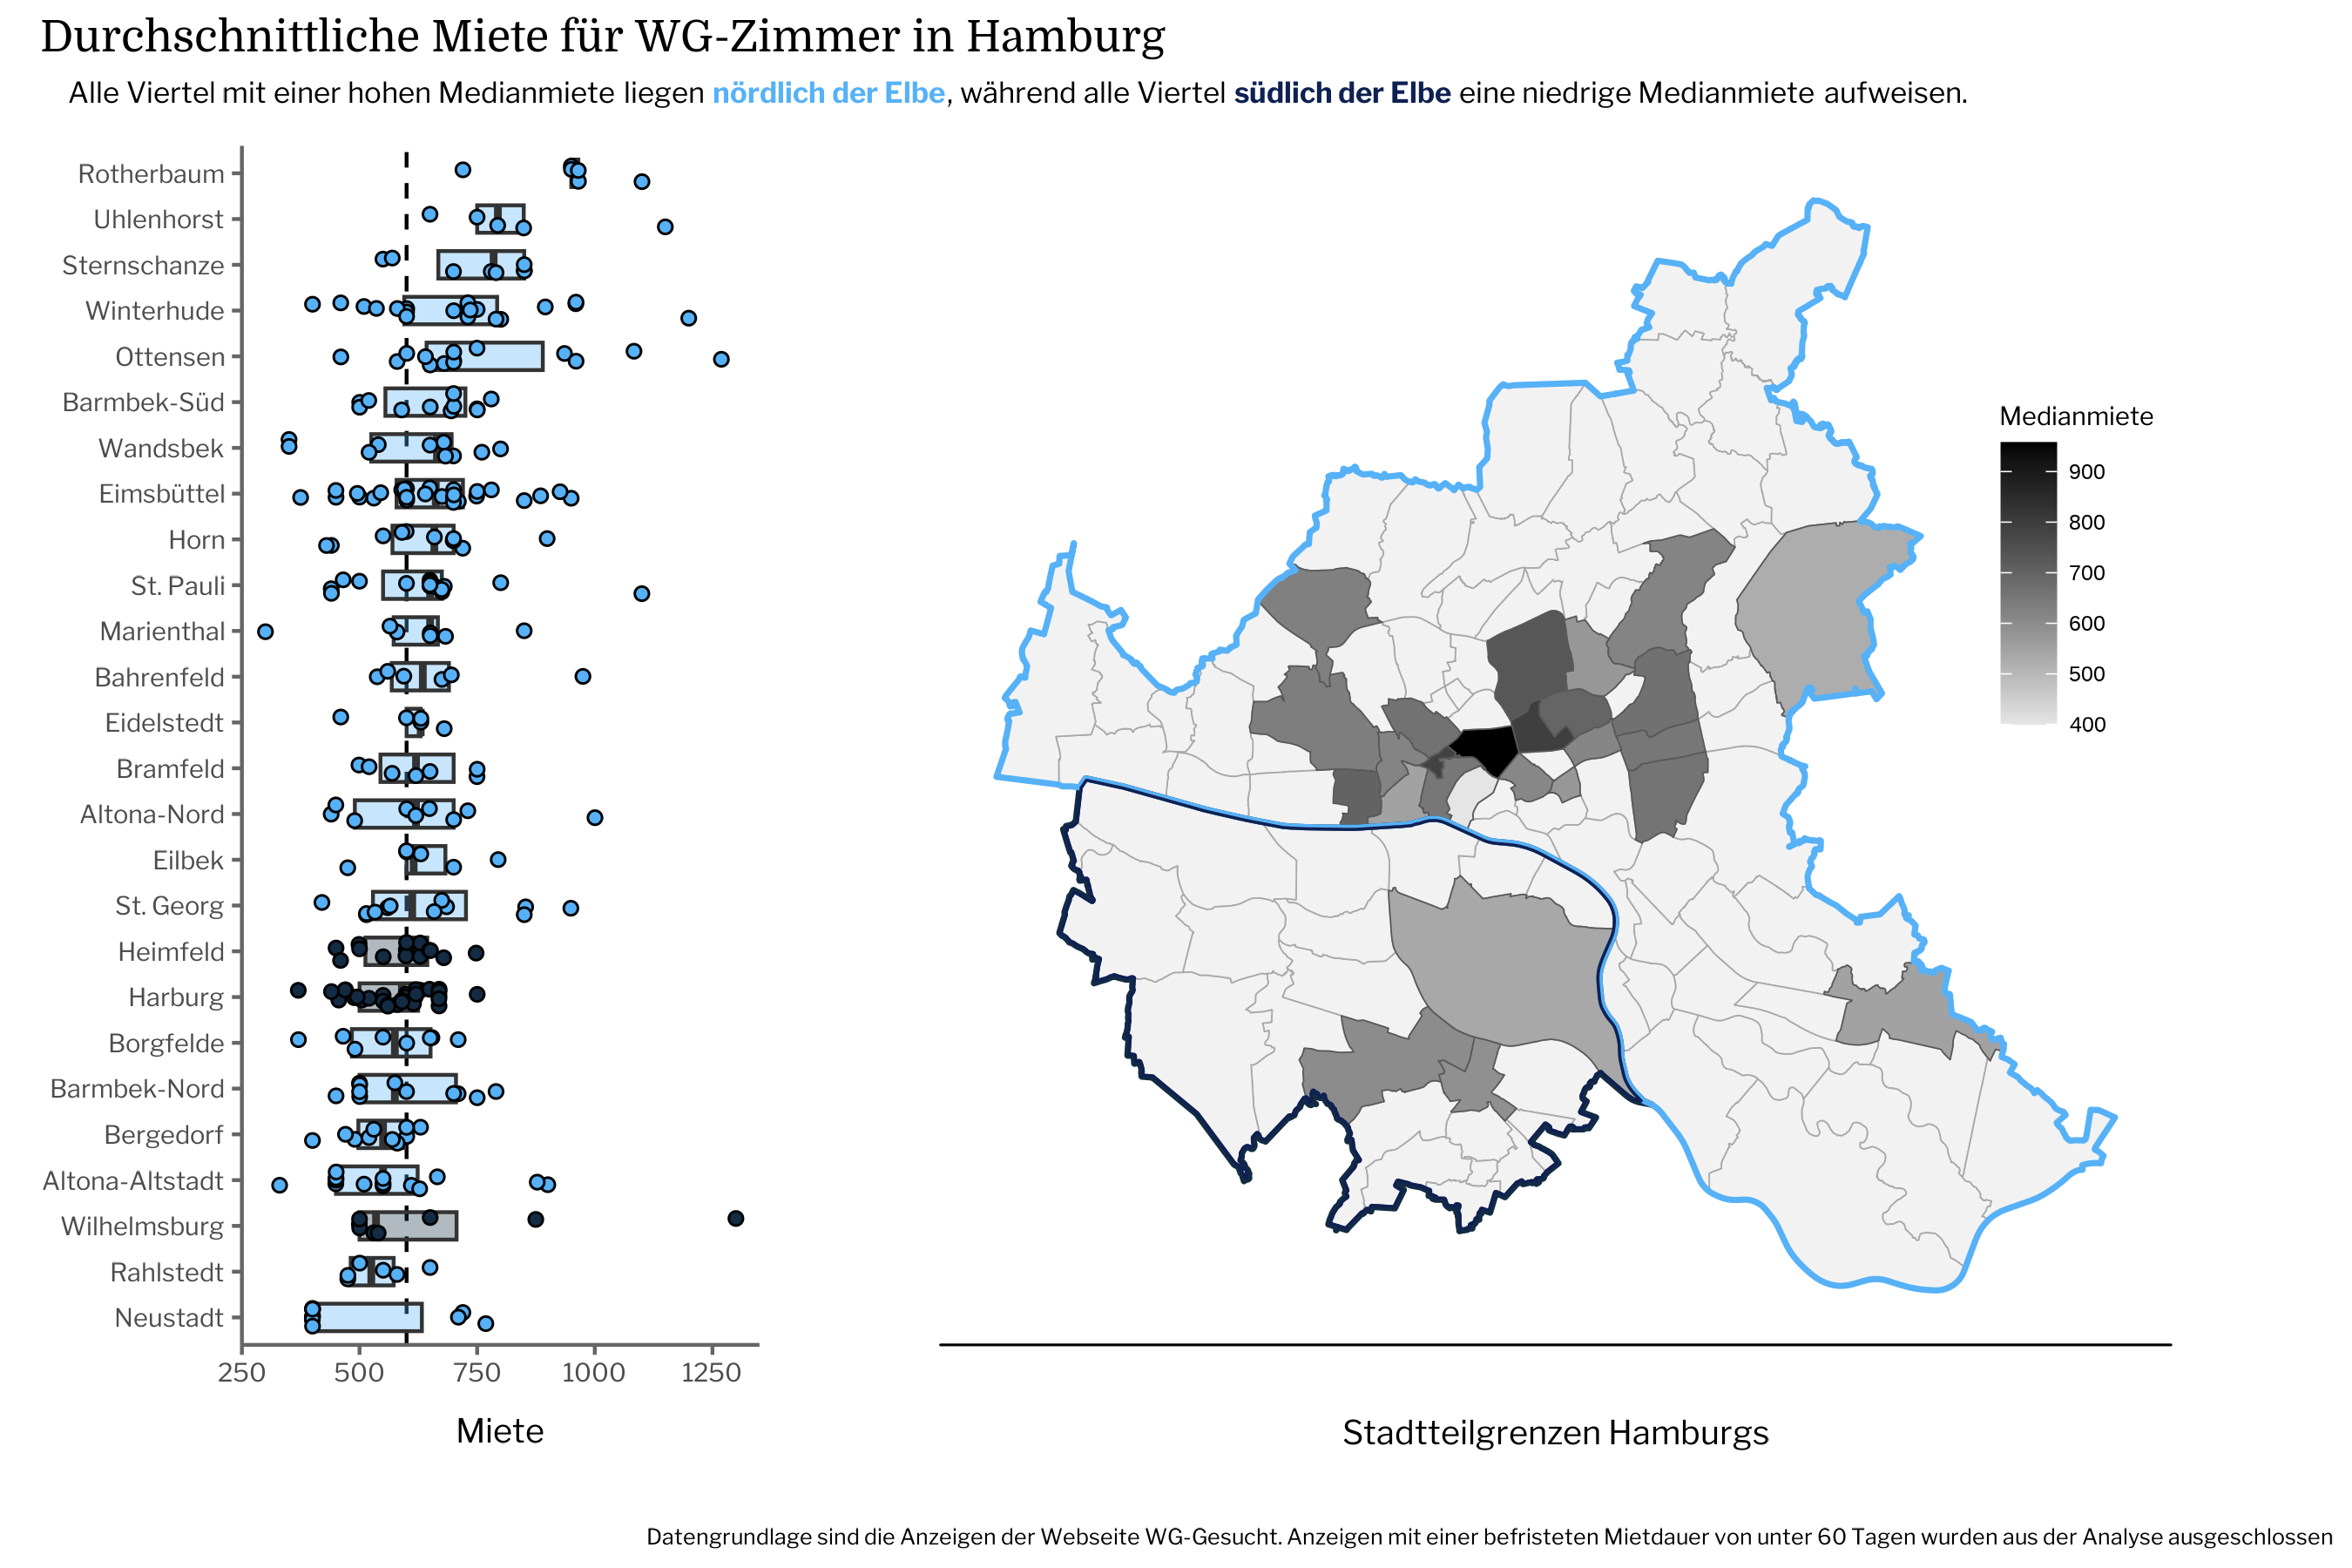 Durchschnittliche Miete für WG-Zimmer in Hamburg
Alle Viertel mit einer hohen Medianmiete liegen nördlich der Elbe, während alle Viertel südlich der Elbe eine niedrige Medianmiete aufweisen.
Rotherbaum
Uhlenhorst
Sternschanze
Winterhude
Ottensen
Barmbek-Süd
Wandsbek
Eimsbüttel
Horn
St. Pauli
Marienthal
Bahrenfeld
Eidelstedt
Bramfeld
Altona-Nord
Eilbek
St. Georg
Heimfeld
Harburg
Borgfelde
Barmbek-Nord
Bergedorf
Altona-Altstadt
Wilhelmsburg
Rahlstedt
Neustadt
250 500 750 1000 1250
Miete
Medianmiete
900
800
700
600
500
400
Stadtteilgrenzen Hamburgs
Datengrundlage sind die Anzeigen der Webseite WG-Gesucht. Anzeigen mit einer befristeten Mietdauer von unter 60 Tagen wurden aus der Analyse ausgeschlossen